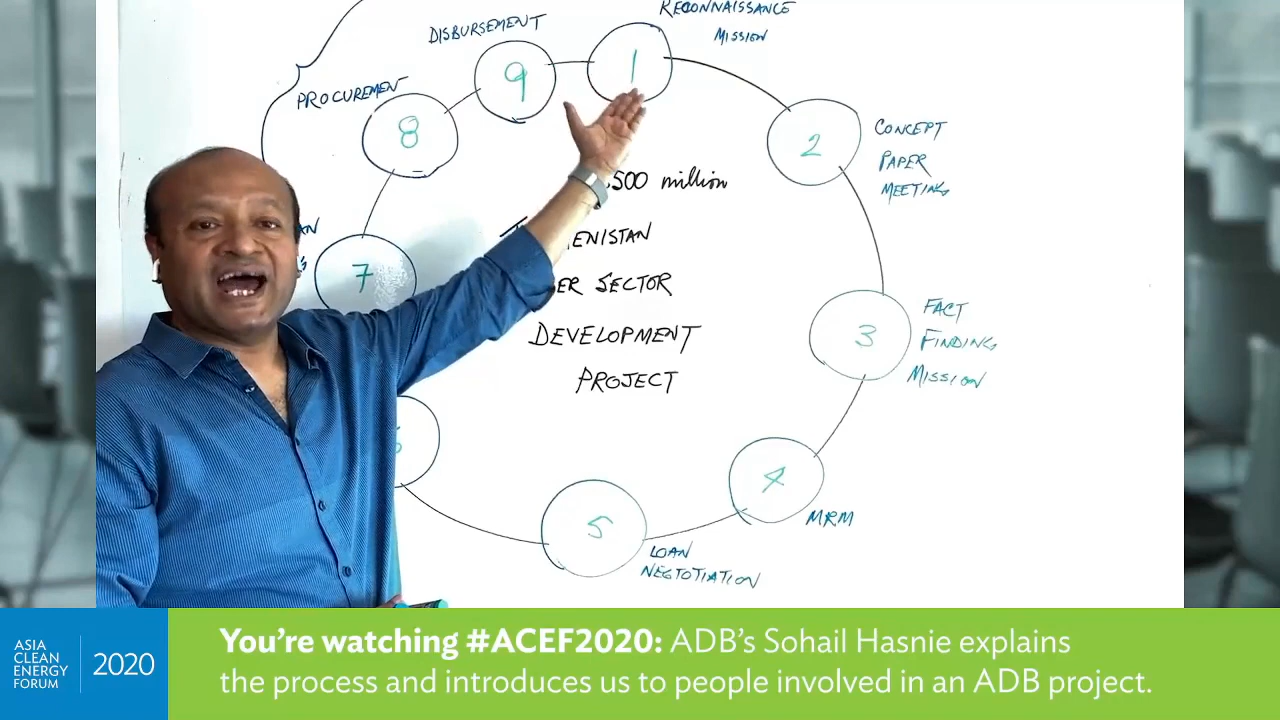 RECONNAISSANCE
MISSION
1
DISBURSEMENT
9
PROCUREMEN
8
2
CONCEPT
PAPER
MEETING
500 million
ENISTAN
ER SECTOR
DEVELOPMENT
PROJECT
7
3
FACT
FINDING
MISSION
4
MRM
5
LOAN
NEGTOTIATION
ASIA
CLEAN
ENERGY
FORUM
2020
You're watching #ACEF2020: ADB's Sohail Hasnie explains
the process and introduces us to people involved in an ADB project.